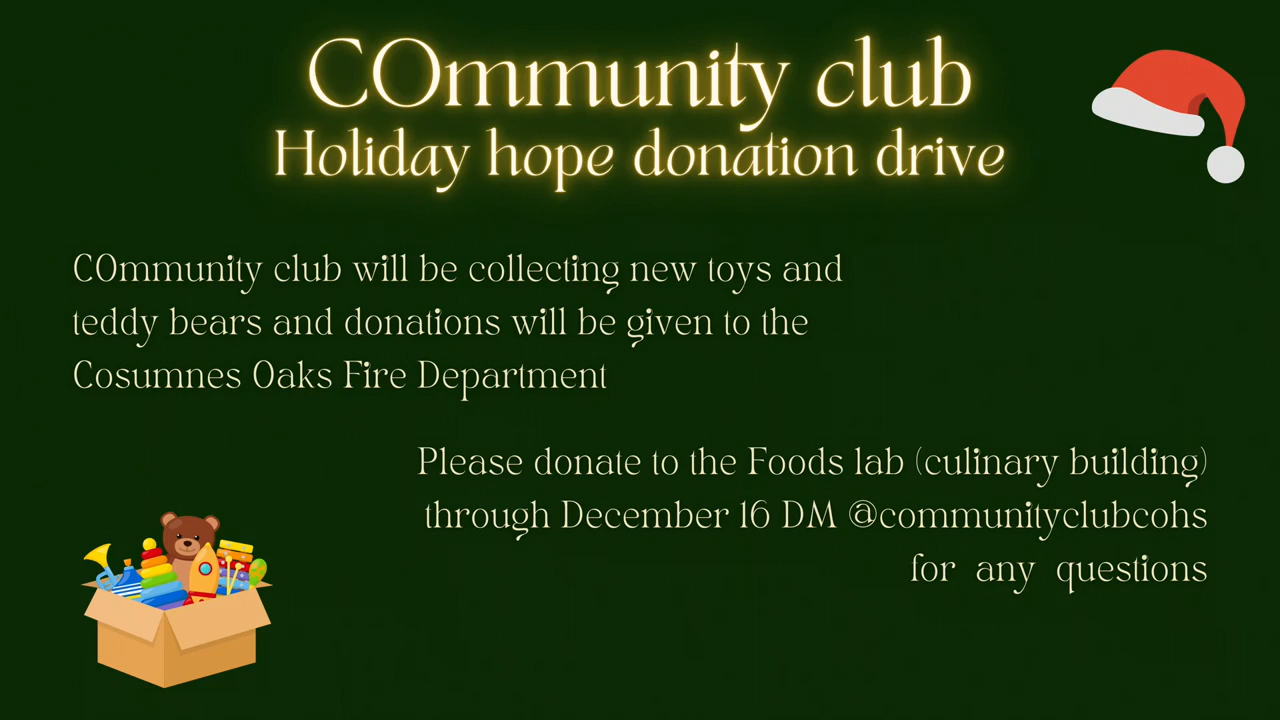 COmmunity club
Holiday hope donation drive
COmmunity club will be collecting new toys and
teddy bears and donations will be given to the
Cosumnes Oaks Fire Department
Please donate to the Foods lab (culinary building)
through December 16 DM @communityclubcohs
for any questions